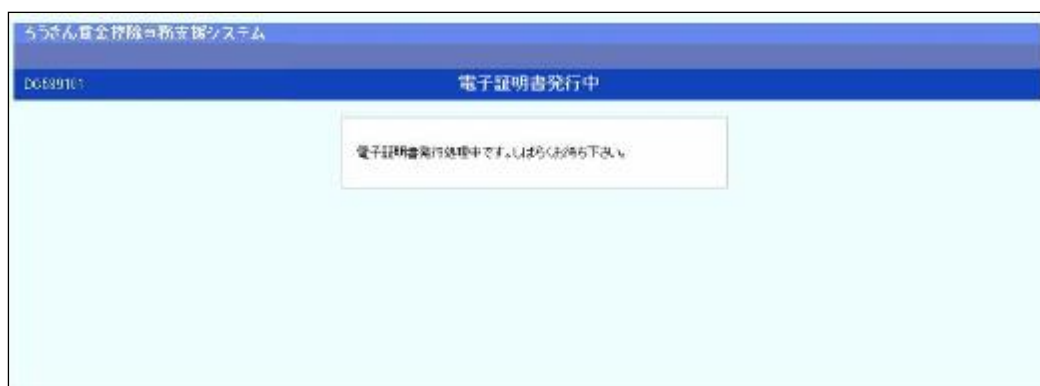 ろうきん賃金控除事務支援システム
電子証明書発行中
電子証明書発行処理中です。しばらくお待ち下さい。